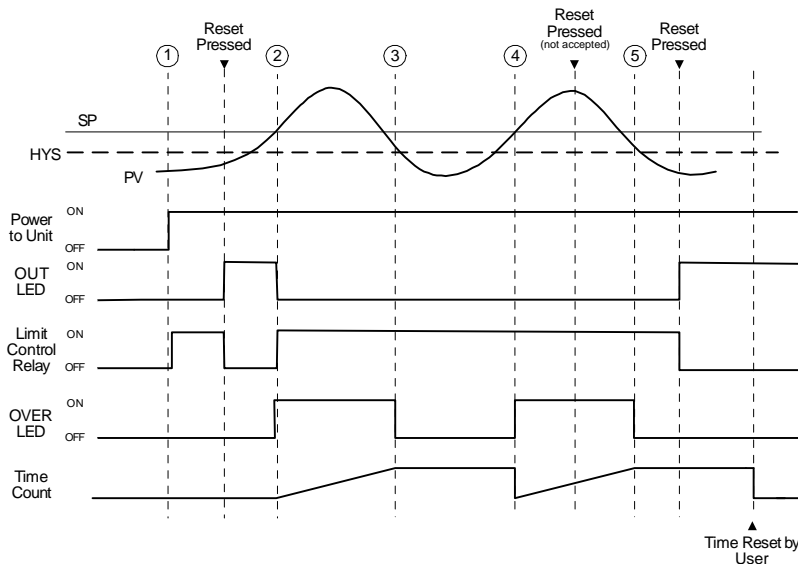 Reset
Pressed
Reset
Pressed
(not accepted)
Reset
Pressed
1
2
3
4
5
SP
HYS
PV
Power
to Unit
ON
OFF
OUT
LED
ON
OFF
Limit
Control
Relay
ON
OFF
OVER
LED
ON
OFF
Time
Count
Time Reset by
User